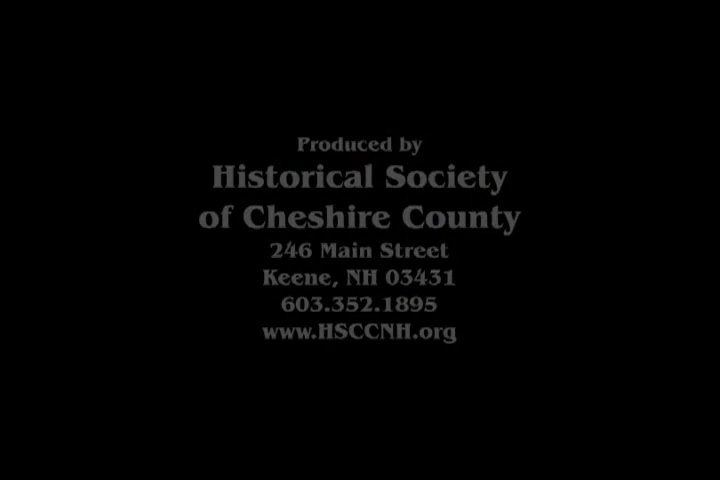 Produced by
Historical Society
of Cheshire County
246 Main Street
Keene, NH 03431
603.352.1895
www.HSCCNH.org